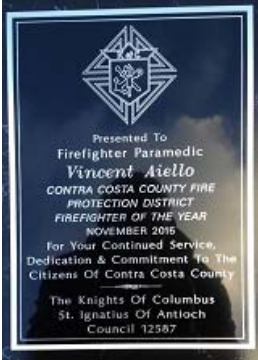 Presented To
Firefighter Paramedic
Vincent Aiello
CONTRA COSTA COUNTY FIRE
PROTECTION DISTRICT
FIREFIGHTER OF THE YEAR
NOVEMBER 2015
For Your Continued Service,
Dedication & Commitment To The
Citizens Of Contra Costa County
The Knights Of Columbus
St. Ignatius Of Antioch
Council 12587